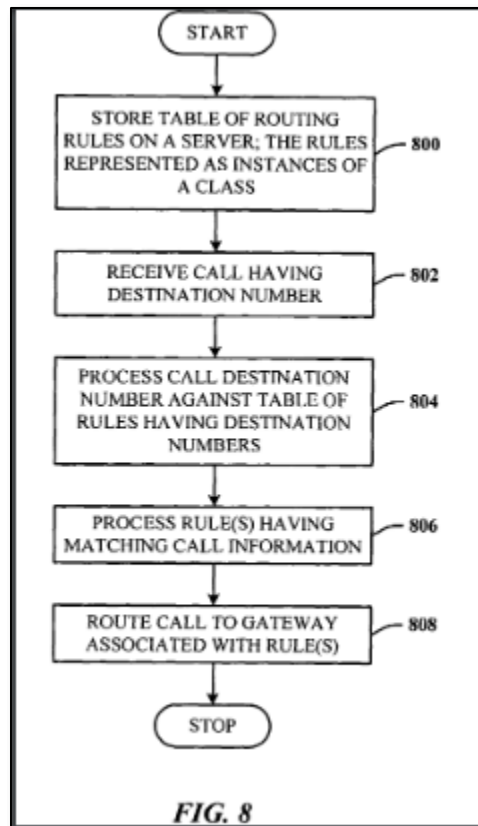 START
STORE TABLE OF ROUTING
RULES ON A SERVER; THE RULES
REPRESENTED AS INSTANCES OF
A CLASS
800
RECEIVE CALL HAVING
DESTINATION NUMBER
802
PROCESS CALL DESTINATION
NUMBER AGAINST TABLE OF
RULES HAVING DESTINATION
NUMBERS
804
PROCESS RULE(S) HAVING
MATCHING CALL INFORMATION
806
ROUTE CALL TO GATEWAY
ASSOCIATED WITH RULE(S)
808
STOP
FIG. 8